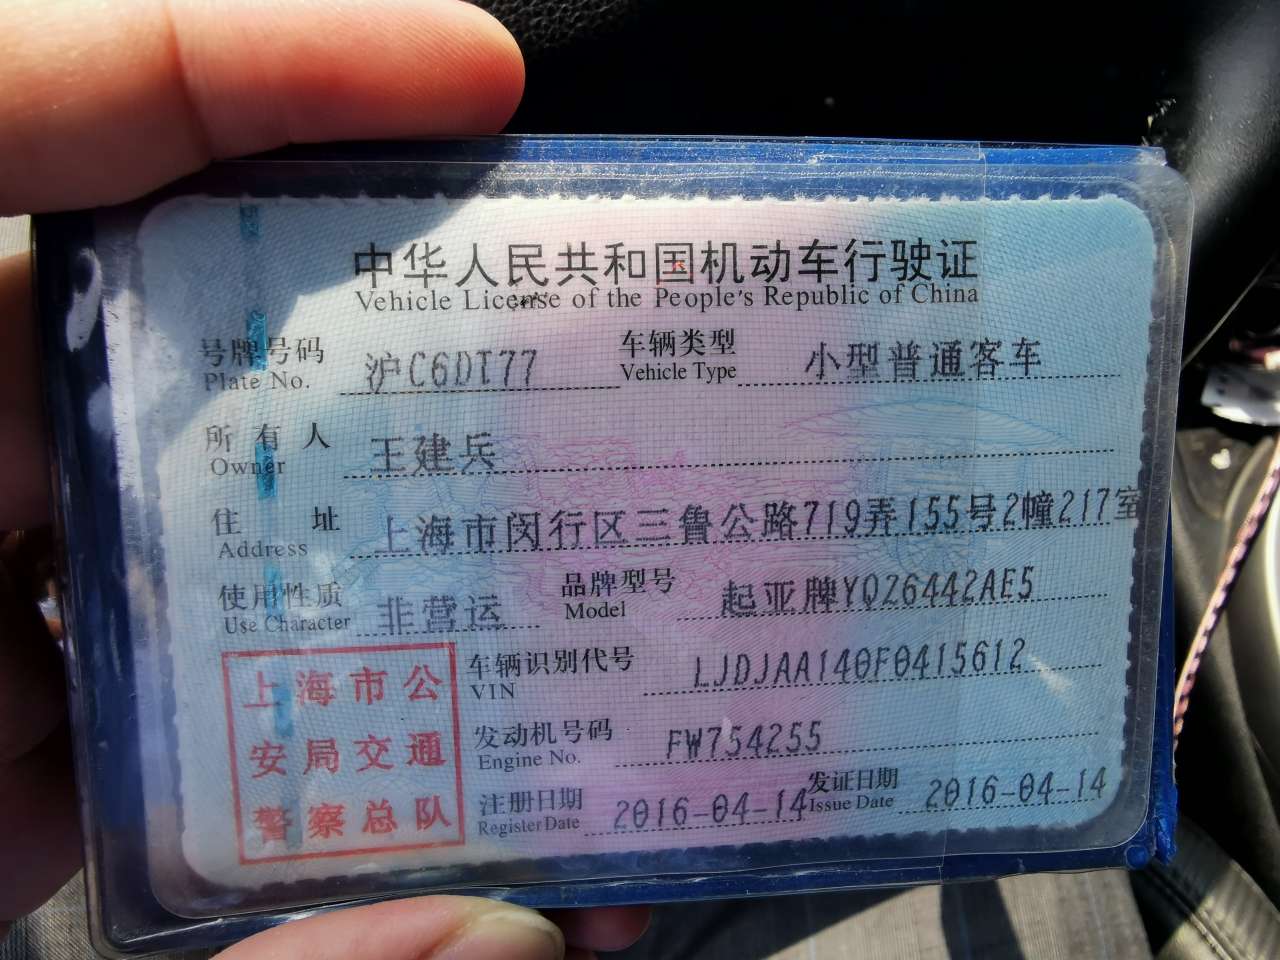 中华人民共和国机动车行驶证
Vehicle License of the People's Republic of China
号牌号码 沪C6DT77 车辆类型 小型普通客车
Plate No. Vehicle Type
所有人 王建兵
Owner
住址 上海市闵行区三鲁公路719弄155号2幢217室
Address
使用性质 非营运 品牌型号 起亚牌YQZ6442AE5
Use Character Model
车辆识别代号 LJDJAA140F0415612
VIN
发动机号码 FW754255
Engine No.
注册日期 2016-04-14 发证日期 2016-04-14
Register Date Issue Date
上海市公
安局交通
警察总队